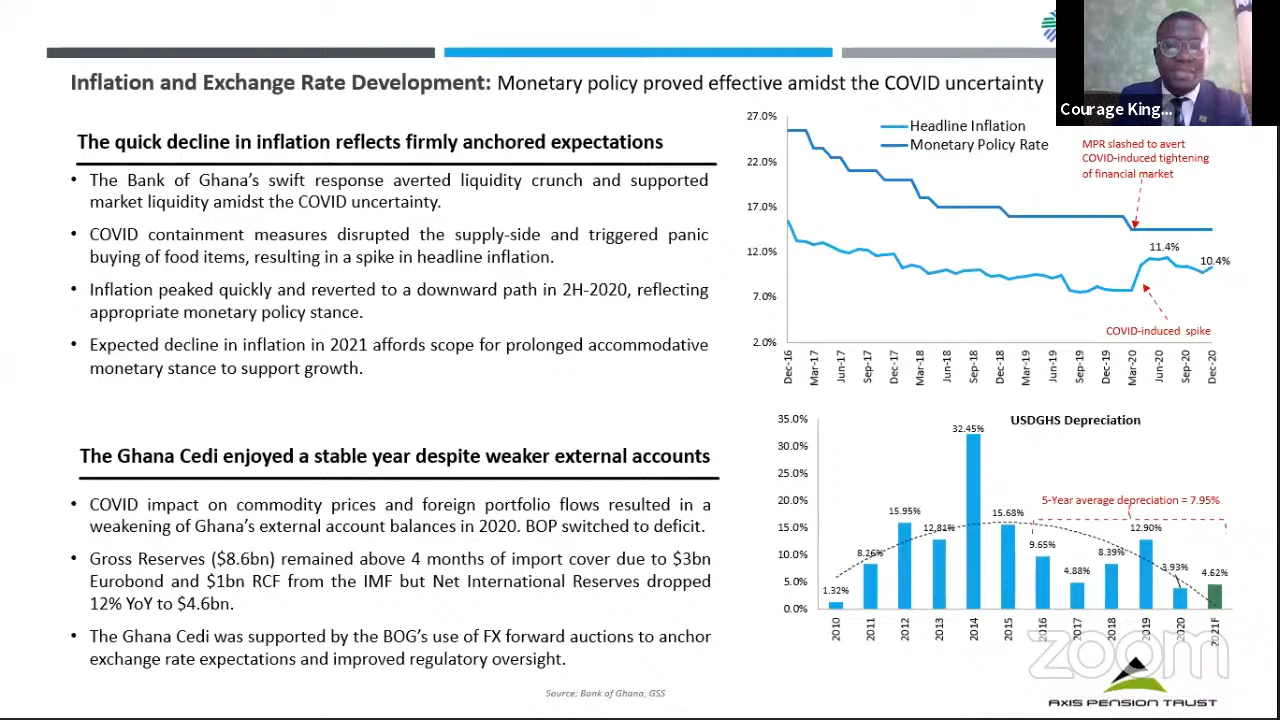 Inflation and Exchange Rate Development: Monetary policy proved effective amidst the COVID uncertainty
Courage King...
The quick decline in inflation reflects firmly anchored expectations
• The Bank of Ghana's swift response averted liquidity crunch and supported
market liquidity amidst the COVID uncertainty.
• COVID containment measures disrupted the supply-side and triggered panic
buying of food items, resulting in a spike in headline inflation.
• Inflation peaked quickly and reverted to a downward path in 2H-2020, reflecting
appropriate monetary policy stance.
• Expected decline in inflation in 2021 affords scope for prolonged accommodative
monetary stance to support growth.
27.0%
22.0%
17.0%
12.0%
7.0%
2.0%
Headline Inflation
Monetary Policy Rate
MPR slashed to avert
COVID-induced tightening
of financial market
11.4%
10.4%
COVID-induced spike
Dec-16
Mar-17
Jun-17
Sep-17
Dec-17
Mar-18
Jun-18
Sep-18
Dec-18
Mar-19
Jun-19
Sep-19
Dec-19
Mar-20
Jun-20
Sep-20
Dec-20
The Ghana Cedi enjoyed a stable year despite weaker external accounts
• COVID impact on commodity prices and foreign portfolio flows resulted in a
weakening of Ghana's external account balances in 2020. BOP switched to deficit.
• Gross Reserves ($8.6bn) remained above 4 months of import cover due to $3bn
Eurobond and $1bn RCF from the IMF but Net International Reserves dropped
12% YoY to $4.6bn.
• The Ghana Cedi was supported by the BOG's use of FX forward auctions to anchor
exchange rate expectations and improved regulatory oversight.
USDGHS Depreciation
35.0%
30.0%
25.0%
20.0%
15.0%
10.0%
5.0%
0.0%
5-Year average depreciation = 7.95%
1.32%
8.26%
15.95%
12.81%
32.45%
15.68%
9.65%
4.88%
8.39%
12.90%
3.93%
4.62%
2010
2011
2012
2013
2014
2015
2016
2017
2018
2019
2020
2021F
zoom
AXIS PENSION TRUST
Source: Bank of Ghana, GSS